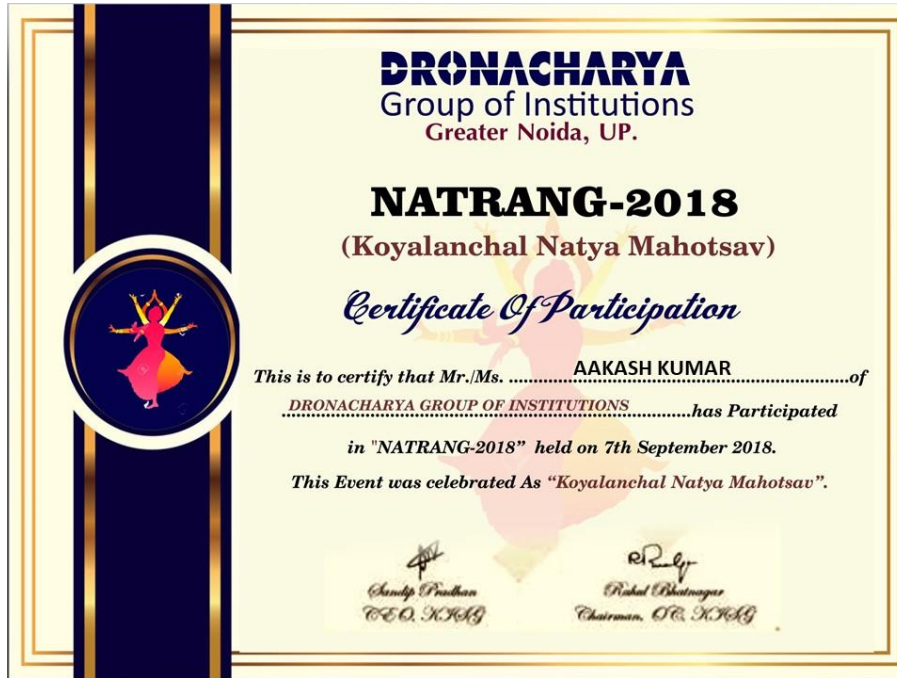 DRONACHARYA
Group of Institutions
Greater Noida, UP.
NATRANG-2018
(Koyalanchal Natya Mahotsav)
Certificate Of Participation
This is to certify that Mr./Ms. .......AAKASH KUMAR.......of
DRONACHARYA GROUP OF INSTITUTIONS.......has Participated
in "NATRANG-2018” held on 7th September 2018.
This Event was celebrated As “Koyalanchal Natya Mahotsav”.
Sandip Pradhan Rahul Bhatnagar
CEO, KISG Chairman, OC, KISG